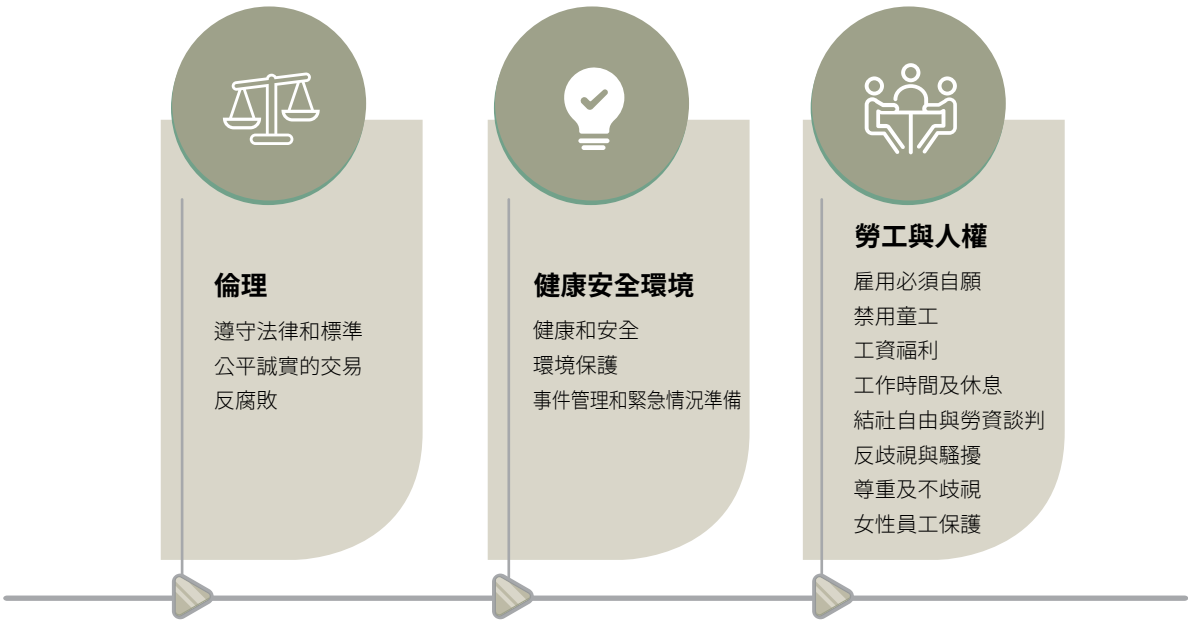 倫理
遵守法律和標準
公平誠實的交易
反腐敗
健康安全環境
健康和安全
環境保護
事件管理和緊急情況準備
勞工與人權
雇用必須自願
禁用童工
工資福利
工作時間及休息
結社自由與勞資談判
反歧視與騷擾
尊重及不歧視
女性員工保護